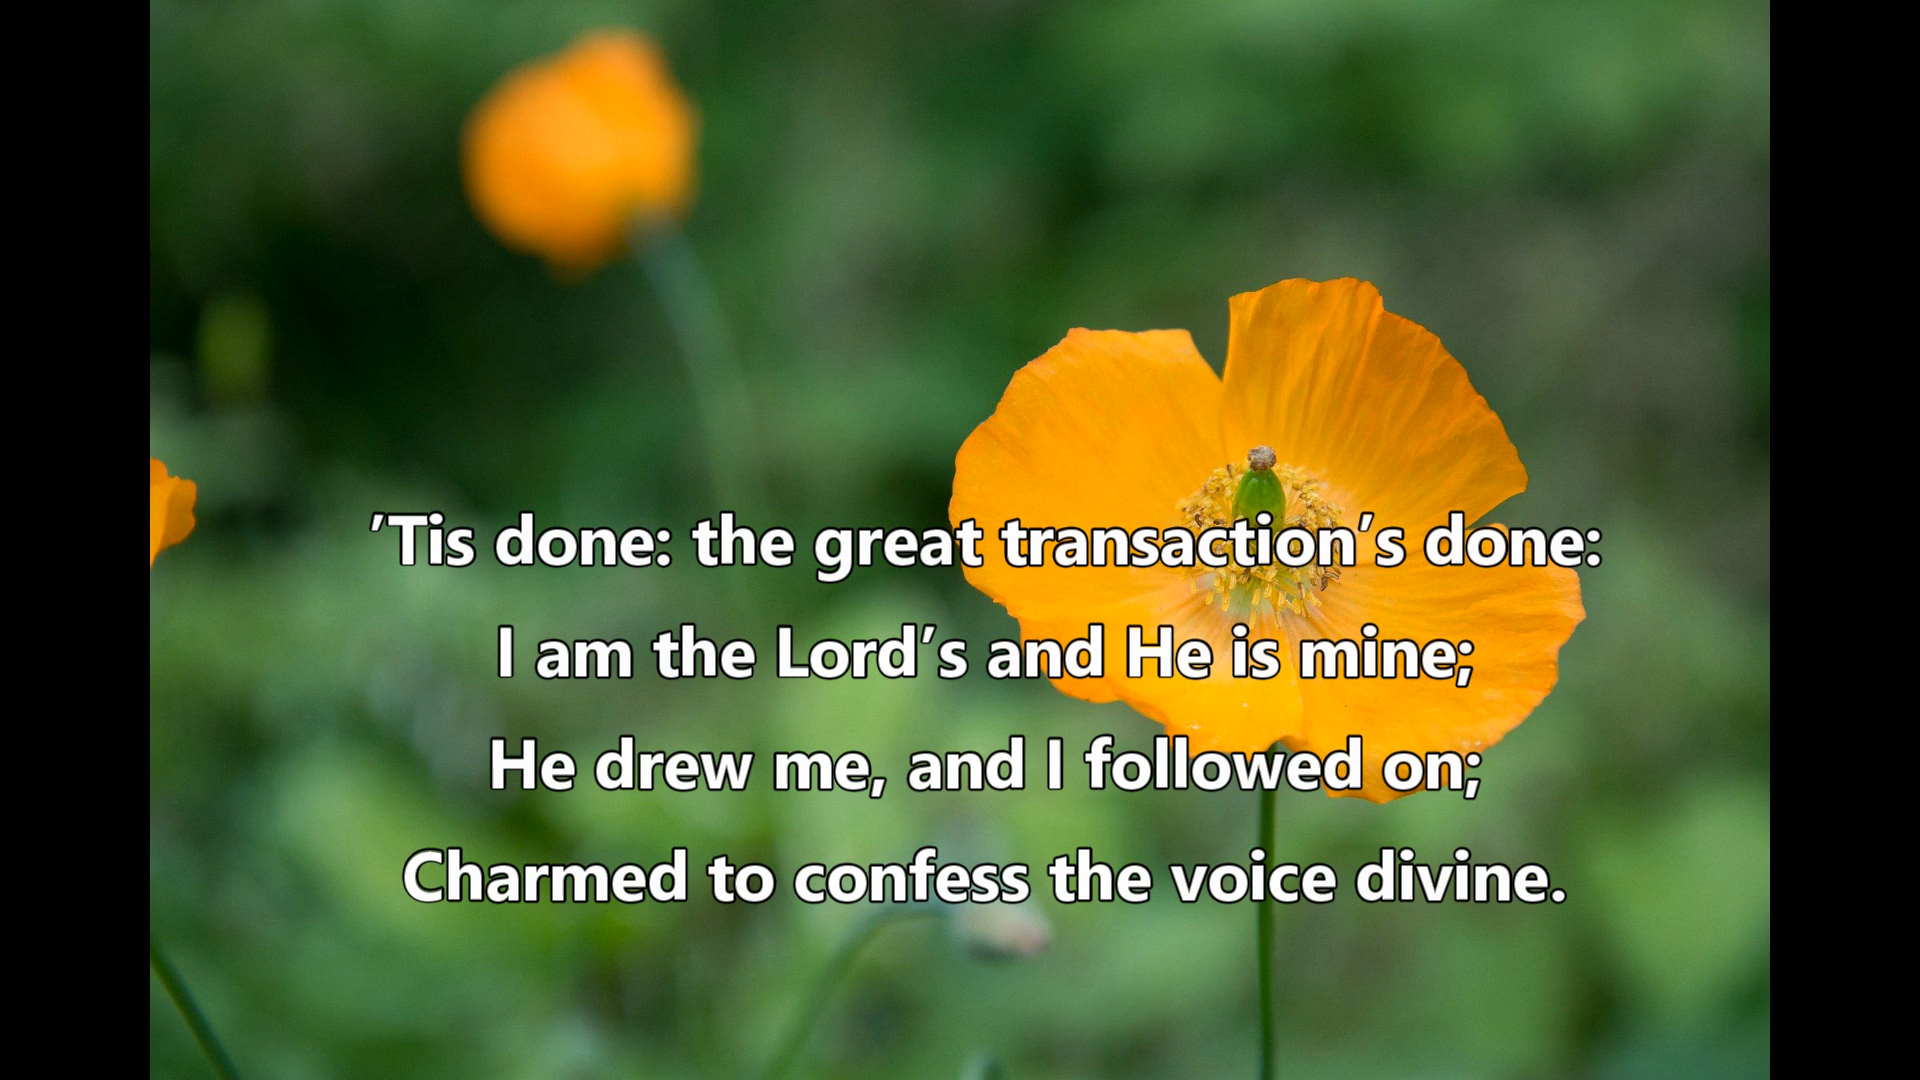 'Tis done: the great transaction's done:
I am the Lord's and He is mine;
He drew me, and I followed on;
Charmed to confess the voice divine.